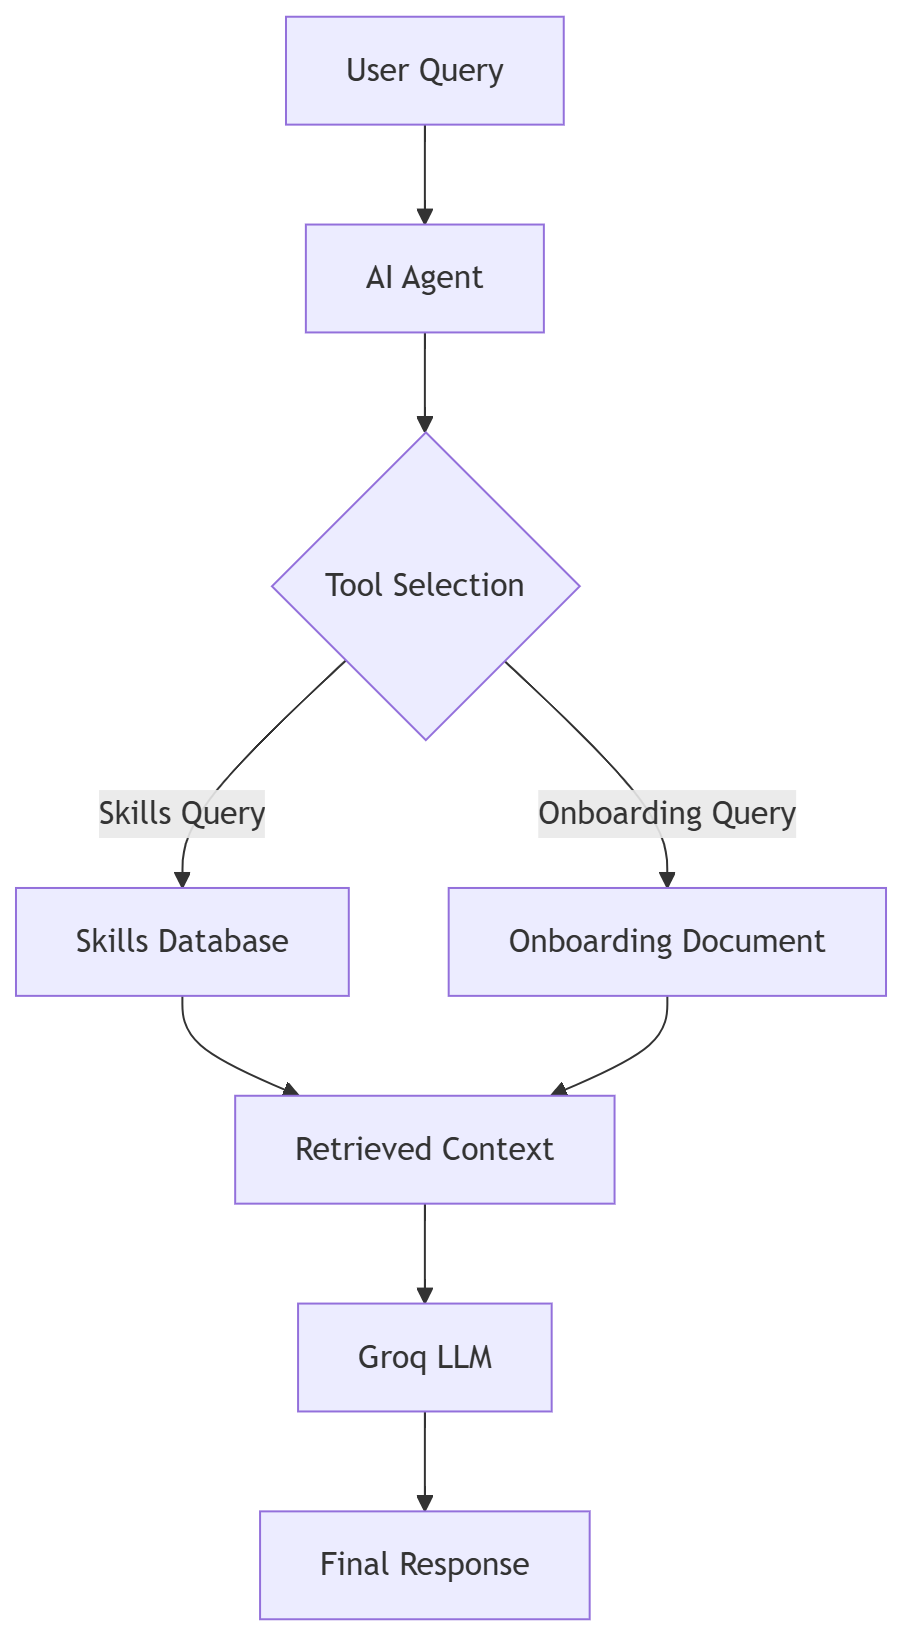 User Query
AI Agent
Tool Selection
Skills Query
Onboarding Query
Skills Database
Onboarding Document
Retrieved Context
Groq LLM
Final Response